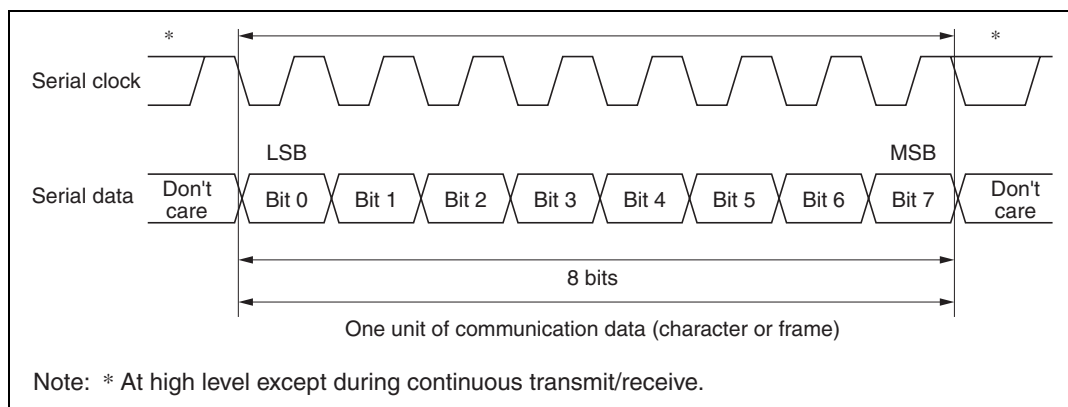 * *
Serial clock
LSB MSB
Serial data Don't care Bit 0 Bit 1 Bit 2 Bit 3 Bit 4 Bit 5 Bit 6 Bit 7 Don't care
8 bits
One unit of communication data (character or frame)
Note: * At high level except during continuous transmit/receive.